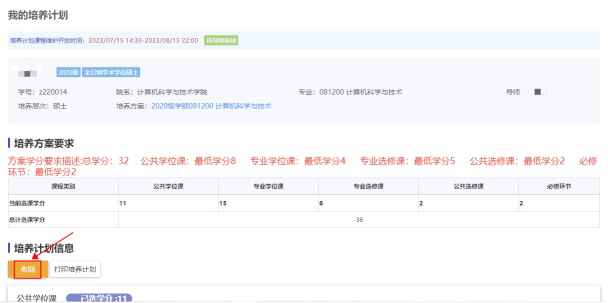 我的培养计划
培养计划课程维护开放时间：2023/07/15 14:33-2023/08/15 22:00 待导师审核
2020级 全日制学术学位硕士
学号：z220014 院系：计算机科学与技术学院 专业：081200 计算机科学与技术 导师
培养层次：硕士 培养方案：2020级学硕081200 计算机科学与技术
培养方案要求
方案学分要求描述:总学分：32 公共学位课：最低学分8 专业学位课：最低学分4 专业选修课：最低学分5 公共选修课：最低学分2 必修
环节：最低学分2
课程类别 公共学位课 专业学位课 专业选修课 公共选修课 必修环节
当前选课学分 11 15 6 2 2
总计选课学分 36
培养计划信息
收回 打印培养计划
公共学位课 已选学分:11